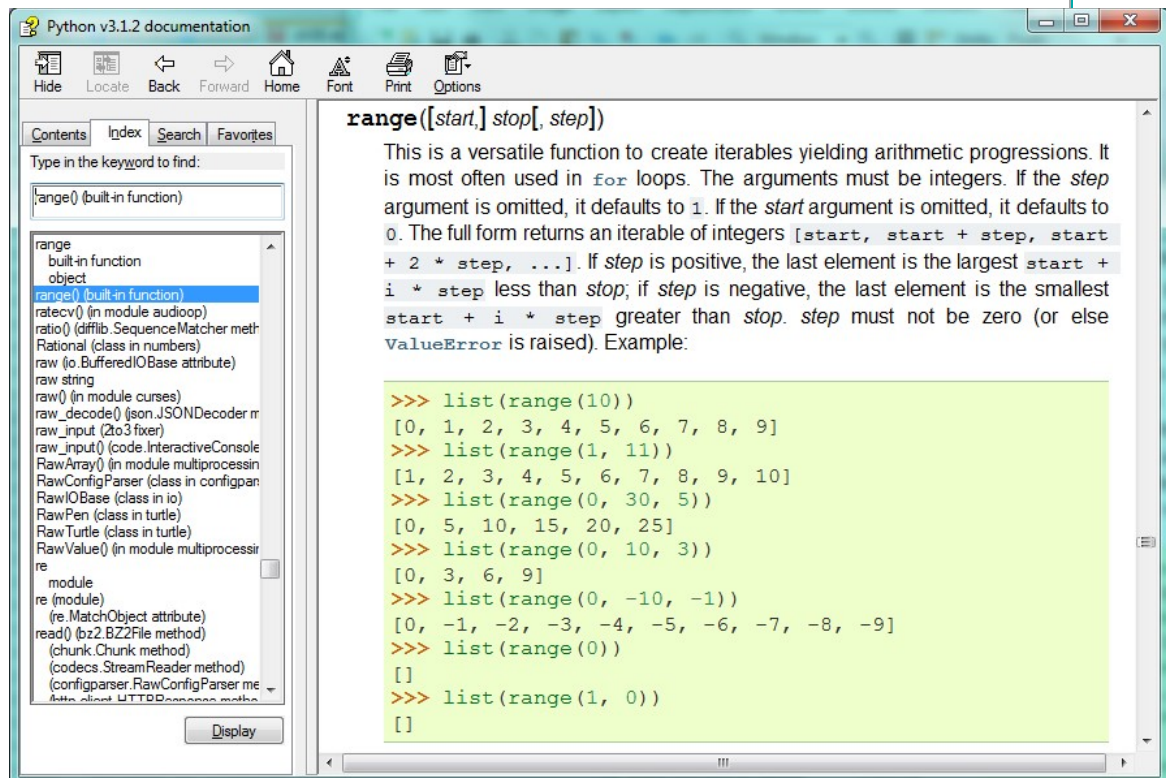 Python v3.1.2 documentation
Hide Locate Back Forward Home Font Print Options
Contents Index Search Favorites
Type in the keyword to find:
range() (built-in function)
range
built-in function
object
range() (built-in function)
ratecv() (in module audioop)
ratio() (difflib.SequenceMatcher meth
Rational (class in numbers)
raw (io.BufferedIOBase attribute)
raw string
raw() (in module curses)
raw_decode() (json.JSONDecoder m
raw_input (2to3 fixer)
raw_input() (code.InteractiveConsole
RawArray() (in module multiprocessin
RawConfigParser (class in configpars
RawIOBase (class in io)
RawPen (class in turtle)
RawTurtle (class in turtle)
RawValue() (in module multiprocessir
re
module
re (module)
(re.MatchObject attribute)
read() (bz2.BZ2File method)
(chunk.Chunk method)
(codecs.StreamReader method)
(configparser.RawConfigParser me
Display
range([start,] stop[, step])
This is a versatile function to create iterables yielding arithmetic progressions. It
is most often used in for loops. The arguments must be integers. If the step
argument is omitted, it defaults to 1. If the start argument is omitted, it defaults to
0. The full form returns an iterable of integers [start, start + step, start
+ 2 * step, ...]. If step is positive, the last element is the largest start +
i * step less than stop; if step is negative, the last element is the smallest
start + i * step greater than stop. step must not be zero (or else
ValueError is raised). Example:
>>> list(range(10))
[0, 1, 2, 3, 4, 5, 6, 7, 8, 9]
>>> list(range(1, 11))
[1, 2, 3, 4, 5, 6, 7, 8, 9, 10]
>>> list(range(0, 30, 5))
[0, 5, 10, 15, 20, 25]
>>> list(range(0, 10, 3))
[0, 3, 6, 9]
>>> list(range(0, -10, -1))
[0, -1, -2, -3, -4, -5, -6, -7, -8, -9]
>>> list(range(0))
[]
>>> list(range(1, 0))
[]